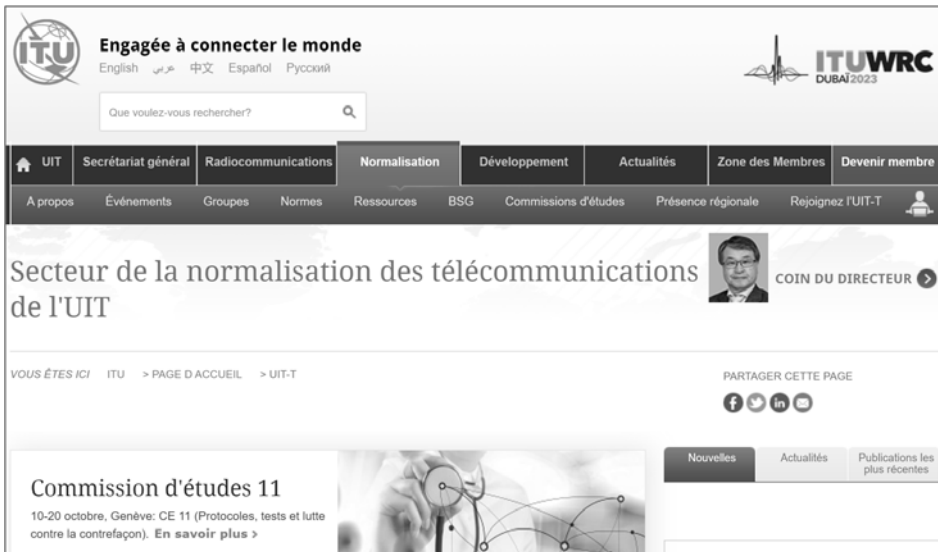 ITU
Engagée à connecter le monde
English عربي 中文 Español Русский
ITUWRC
DUBAÏ2023
Que voulez-vous rechercher?
UIT Secrétariat général Radiocommunications Normalisation Développement Actualités Zone des Membres Devenir membre
A propos Événements Groupes Normes Ressources BSG Commissions d'études Présence régionale Rejoignez l'UIT-T
Secteur de la normalisation des télécommunications
de l'UIT
COIN DU DIRECTEUR
VOUS ÊTES ICI ITU > PAGE D ACCUEIL > UIT-T
PARTAGER CETTE PAGE
Nouvelles Actualités Publications les
plus récentes
Commission d'études 11
10-20 octobre, Genève: CE 11 (Protocoles, tests et lutte
contre la contrefaçon). En savoir plus >